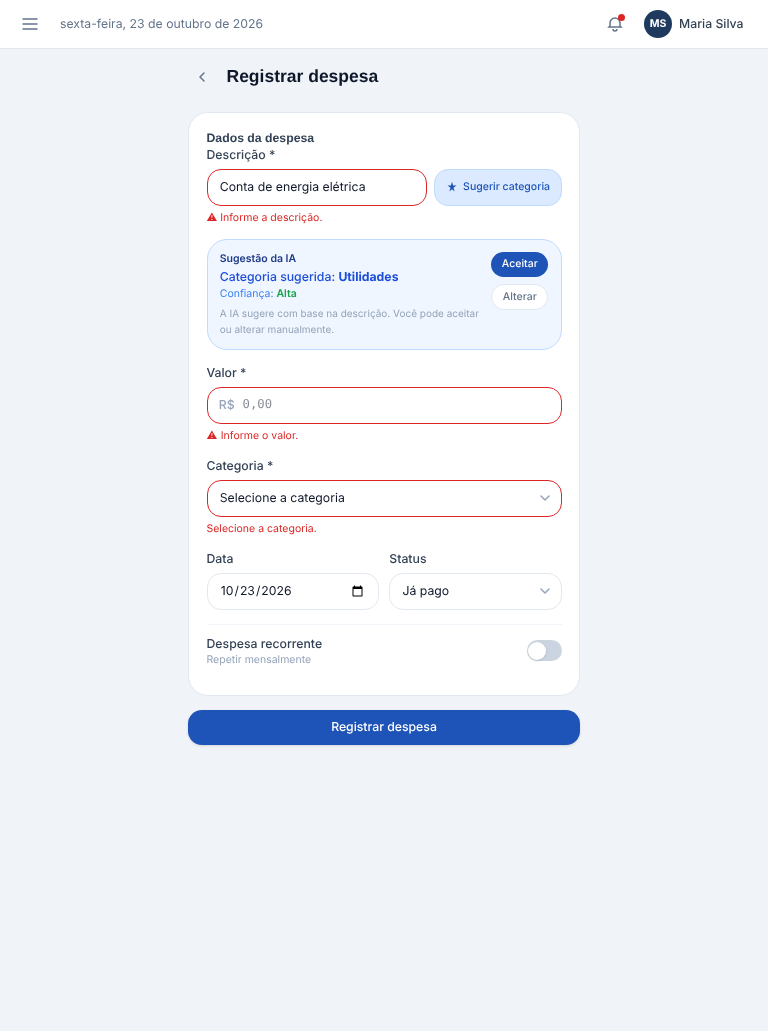 sexta-feira, 23 de outubro de 2026
MS Maria Silva
Registrar despesa
Dados da despesa
Descrição *
Conta de energia elétrica
★ Sugerir categoria
⚠ Informe a descrição.
Sugestão da IA
Categoria sugerida: Utilidades
Confiança: Alta
A IA sugere com base na descrição. Você pode aceitar
ou alterar manualmente.
Aceitar
Alterar
Valor *
R$ 0,00
⚠ Informe o valor.
Categoria *
Selecione a categoria
Selecione a categoria.
Data
Status
10/23/2026
Já pago
Despesa recorrente
Repetir mensalmente
Registrar despesa